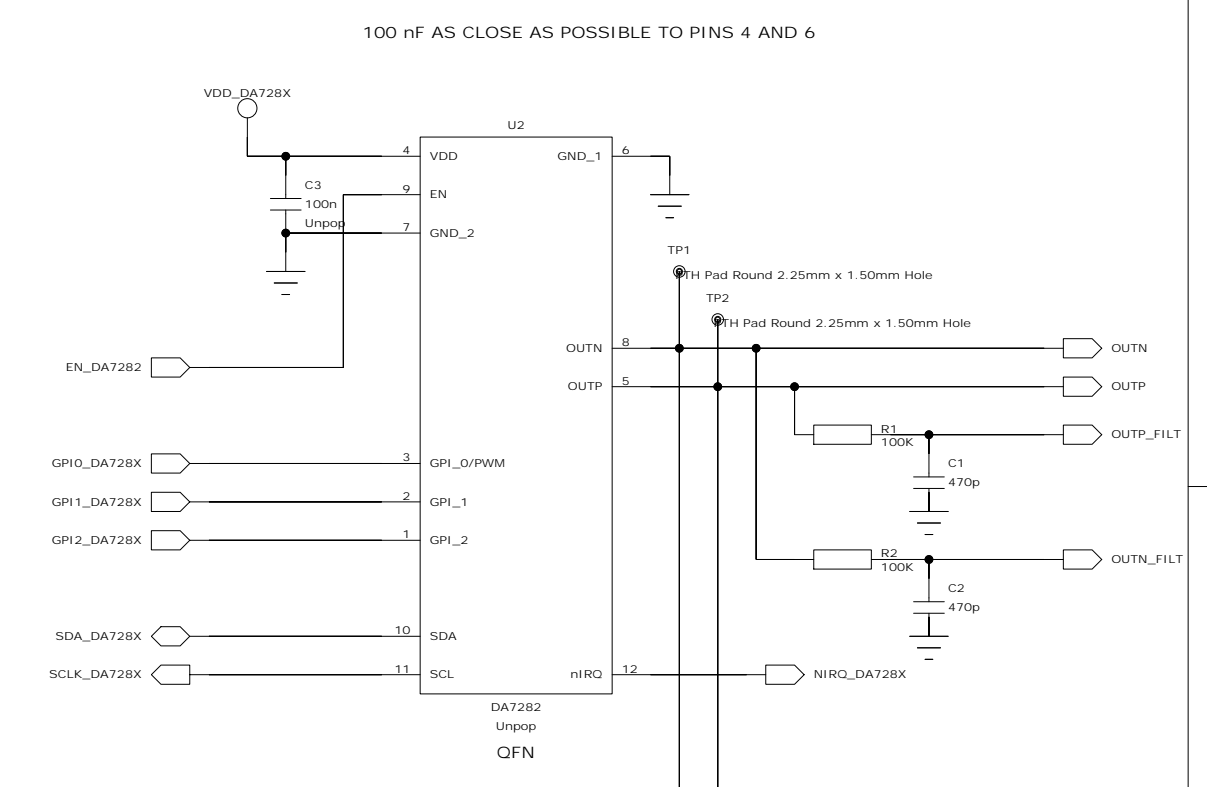 100 nF AS CLOSE AS POSSIBLE TO PINS 4 AND 6
VDD_DA728X
U2
4 VDD
GND_1 6
C3
100n
Unpop
9 EN
7 GND_2
TP1
PTH Pad Round 2.25mm x 1.50mm Hole
TP2
PTH Pad Round 2.25mm x 1.50mm Hole
OUTN 8
OUTN
EN_DA7282
OUTP 5
OUTP
R1
100K
OUTP_FILT
GPI0_DA728X
3 GPI_0/PWM
C1
470p
GPI1_DA728X
2 GPI_1
GPI2_DA728X
1 GPI_2
R2
100K
OUTN_FILT
C2
470p
SDA_DA728X
10 SDA
SCLK_DA728X
11 SCL
nIRQ 12
NIRQ_DA728X
DA7282
Unpop
QFN